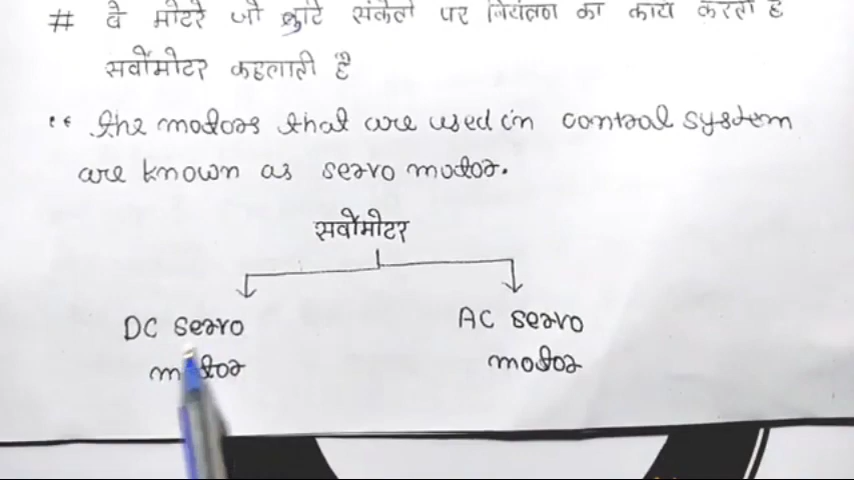 # वे मोटरे जो छोटे संकेतो पर नियंत्रण का कार्य करती है
सर्वोमोटर कहलाती है
" the motors that are used in control system
are known as servo motor.
सर्वोमोटर
DC servo
motor
AC servo
motor